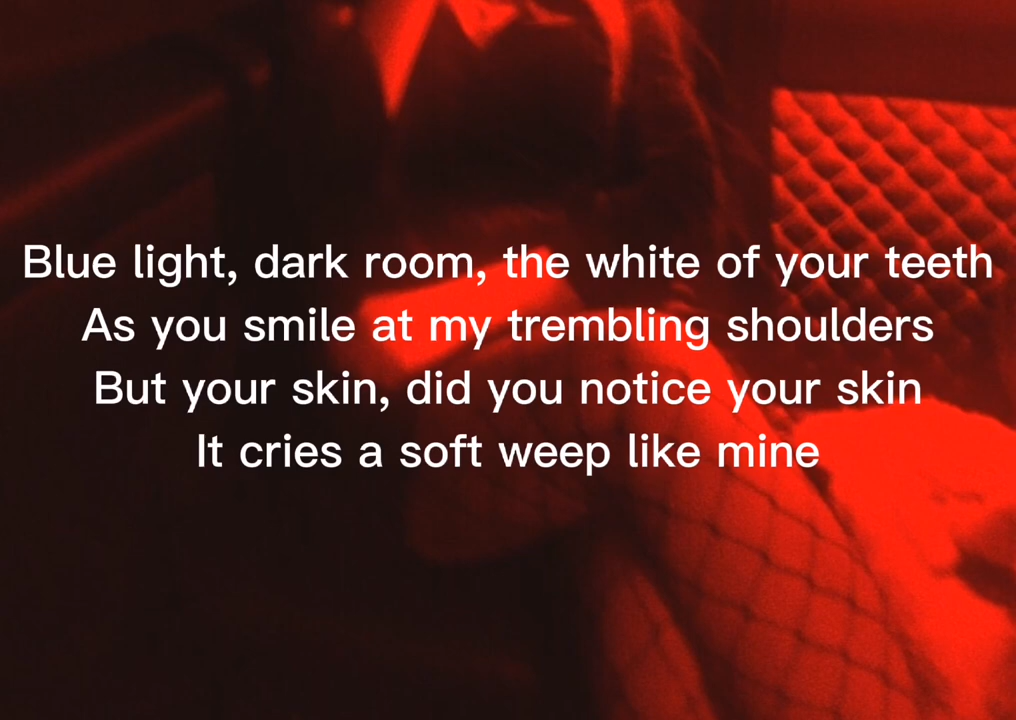 Blue light, dark room, the white of your teeth
As you smile at my trembling shoulders
But your skin, did you notice your skin
It cries a soft weep like mine